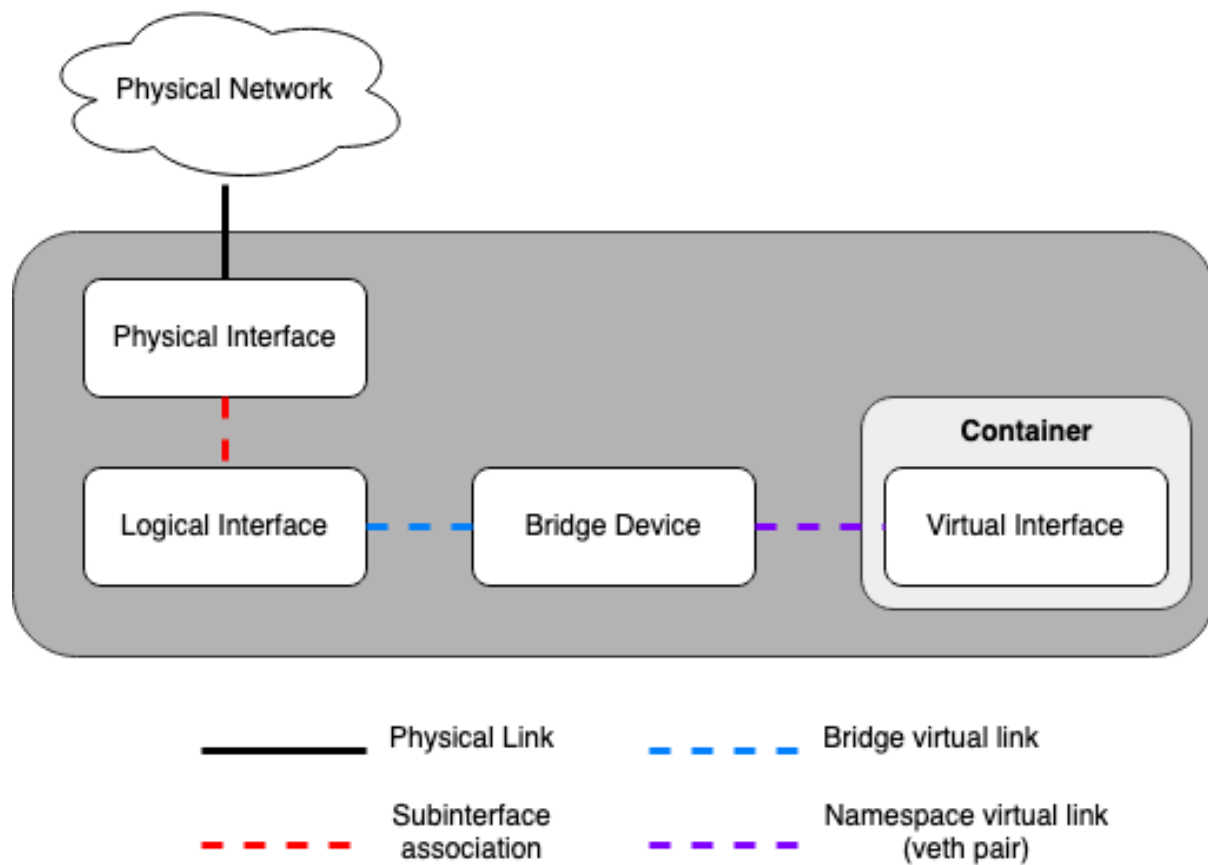 Physical Network
Physical Interface
Container
Logical Interface
Bridge Device
Virtual Interface
Physical Link
Bridge virtual link
Subinterface
association
Namespace virtual link
(veth pair)